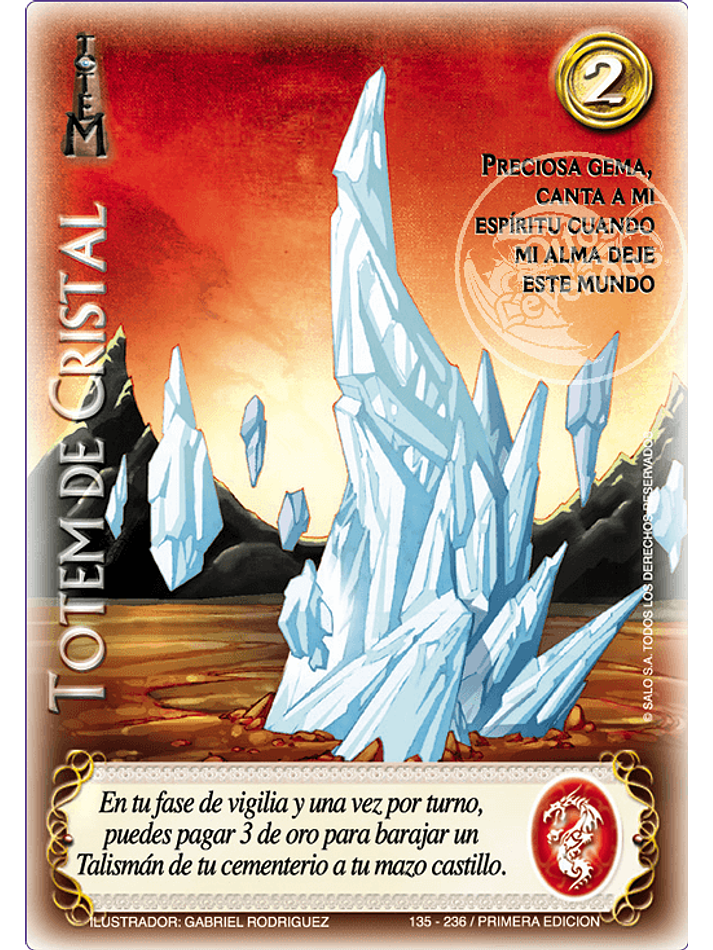 TOTEM
2
PRECIOSA GEMA,
CANTA A MI
ESPÍRITU CUANDO
MI ALMA DEJE
ESTE MUNDO
TOTEM DE CRISTAL
© SALO S.A. TODOS LOS DERECHOS RESERVADOS
En tu fase de vigilia y una vez por turno,
puedes pagar 3 de oro para barajar un
Talismán de tu cementerio a tu mazo castillo.
ILUSTRADOR: GABRIEL RODRIGUEZ 135 - 236 / PRIMERA EDICION